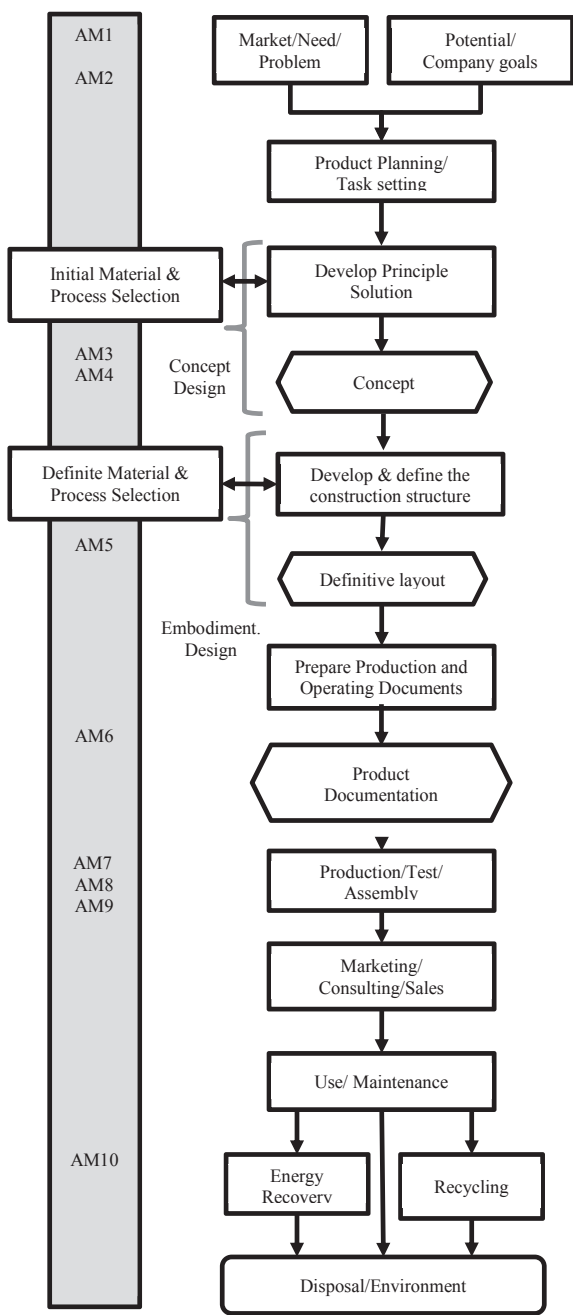 AM1
AM2
Market/Need/
Problem
Potential/
Company goals
Product Planning/
Task setting
Initial Material &
Process Selection
Develop Principle
Solution
AM3
AM4
Concept
Design
Concept
Definite Material &
Process Selection
Develop & define the
construction structure
AM5
Definitive layout
Embodiment.
Design
Prepare Production and
Operating Documents
AM6
Product
Documentation
AM7
AM8
AM9
Production/Test/
Assembly
Marketing/
Consulting/Sales
Use/ Maintenance
AM10
Energy
Recovery
Recycling
Disposal/Environment